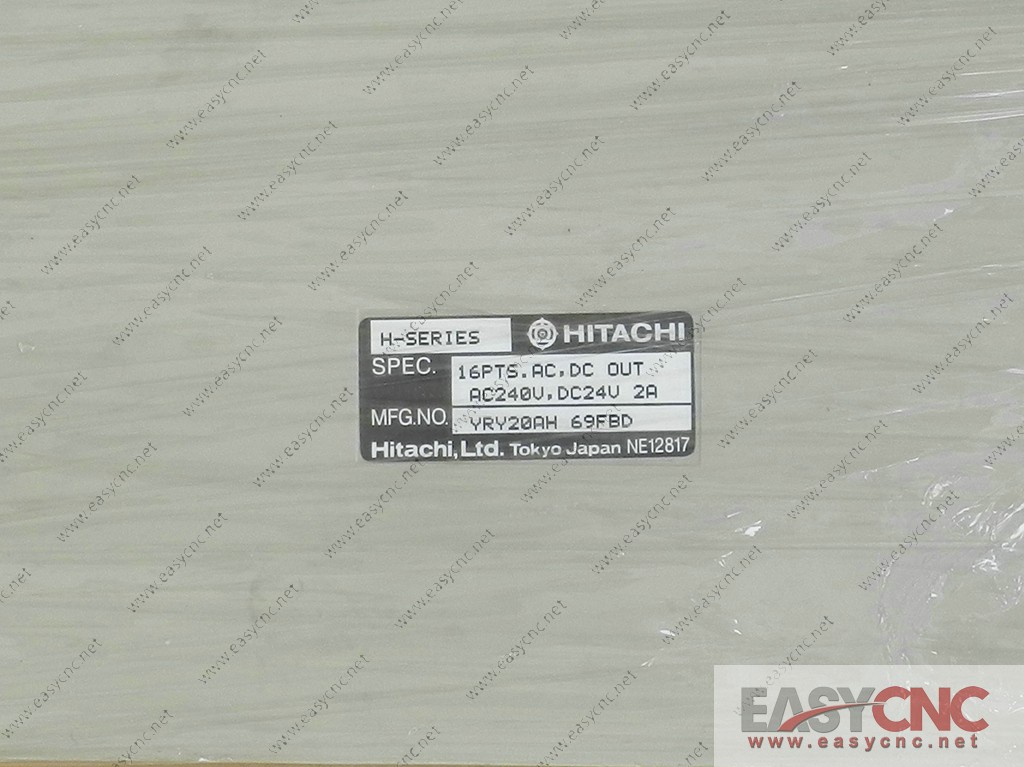 H-SERIES HITACHI
SPEC. 16PTS.AC,DC OUT
AC240V,DC24V 2A
MFG.NO. YRY20AH 69FBD
Hitachi,Ltd. Tokyo Japan NE12817
EASYCNC
www.easycnc.net